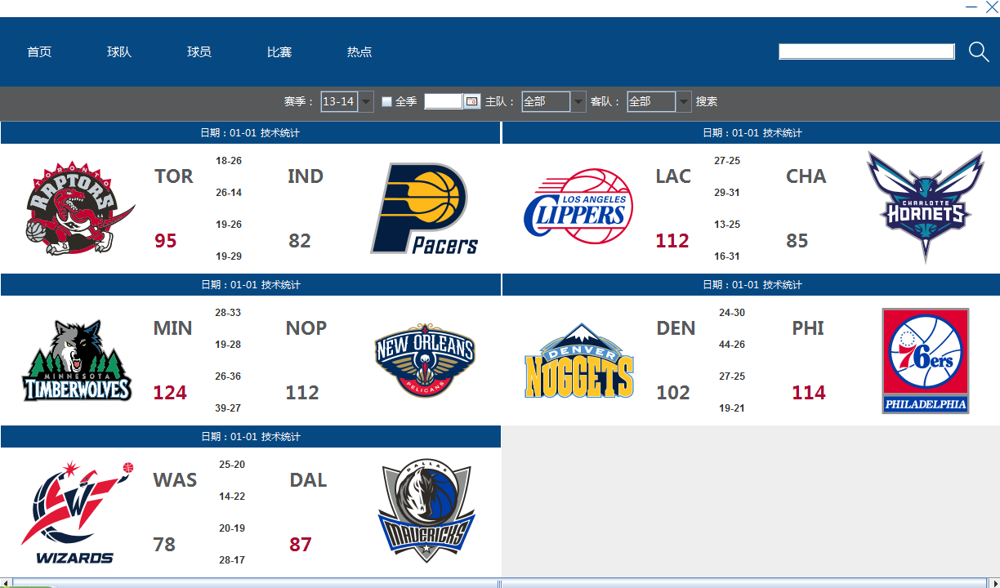 首页 球队 球员 比赛 热点
赛季： 13-14 全季 主队： 全部 客队： 全部 搜索
日期：01-01 技术统计
TORONTO
RAPTORS
TOR
95
18-26
26-14
19-26
19-29
IND
82
Pacers
日期：01-01 技术统计
LOS ANGELES
CLIPPERS
LAC
112
27-25
29-31
13-25
16-31
CHA
85
CHARLOTTE
HORNETS
日期：01-01 技术统计
MINNESOTA
TIMBERWOLVES
MIN
124
28-33
19-28
26-36
39-27
NOP
112
NEW ORLEANS
PELICANS
日期：01-01 技术统计
DENVER
NUGGETS
DEN
102
24-30
44-26
27-25
19-21
PHI
114
76ers
PHILADELPHIA
日期：01-01 技术统计
W
WIZARDS
WAS
78
25-20
14-22
20-19
28-17
DAL
87
DALLAS
MAVERICKS